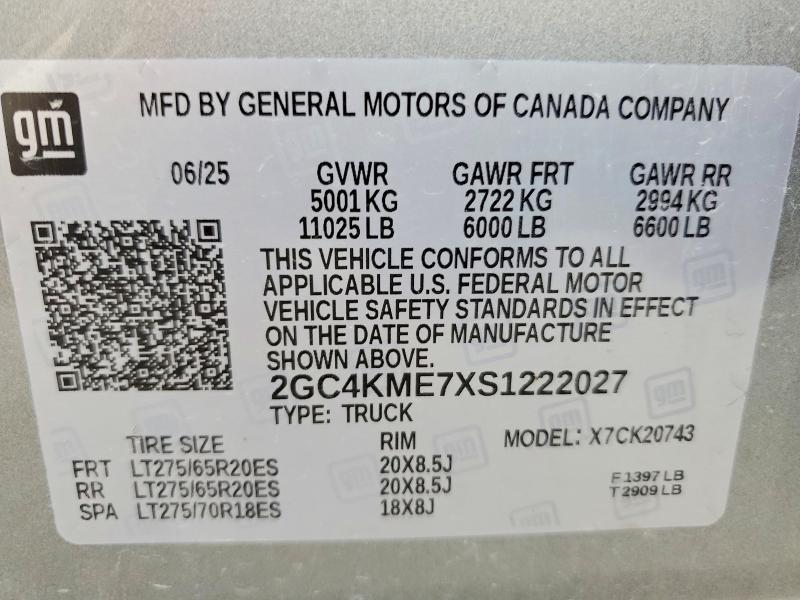 gm
MFD BY GENERAL MOTORS OF CANADA COMPANY
06/25 GVWR GAWR FRT GAWR RR
5001 KG 2722 KG 2994 KG
11025 LB 6000 LB 6600 LB
THIS VEHICLE CONFORMS TO ALL
APPLICABLE U.S. FEDERAL MOTOR
VEHICLE SAFETY STANDARDS IN EFFECT
ON THE DATE OF MANUFACTURE
SHOWN ABOVE.
2GC4KME7XS1222027
TYPE: TRUCK
TIRE SIZE RIM MODEL: X7CK20743
FRT LT275/65R20ES 20X8.5J
RR LT275/65R20ES 20X8.5J
SPA LT275/70R18ES 18X8J
F 1397 LB
T 2909 LB